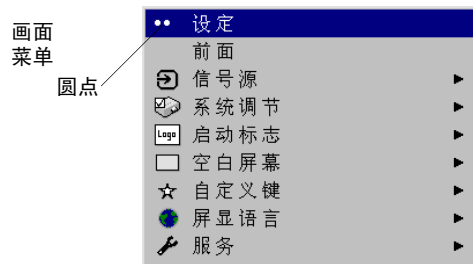 画面
菜单
圆点
•• 设定
前面
信号源
系统调节
Logo 启动标志
空白屏幕
自定义键
屏显语言
服务